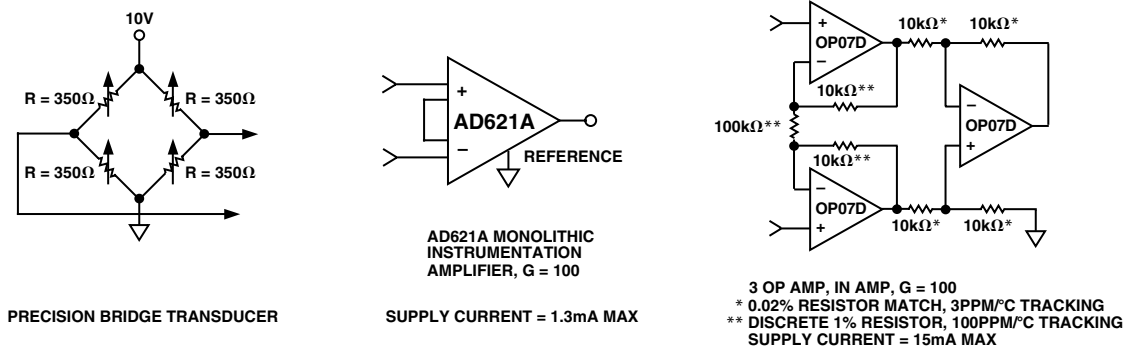 10V
R = 350Ω
R = 350Ω
R = 350Ω
R = 350Ω
PRECISION BRIDGE TRANSDUCER
+
AD621A
−
REFERENCE
AD621A MONOLITHIC
INSTRUMENTATION
AMPLIFIER, G = 100
SUPPLY CURRENT = 1.3mA MAX
+
OP07D
−
10kΩ*
10kΩ*
10kΩ**
100kΩ**
10kΩ**
−
OP07D
+
−
OP07D
+
10kΩ*
10kΩ*
3 OP AMP, IN AMP, G = 100
* 0.02% RESISTOR MATCH, 3PPM/°C TRACKING
** DISCRETE 1% RESISTOR, 100PPM/°C TRACKING
SUPPLY CURRENT = 15mA MAX